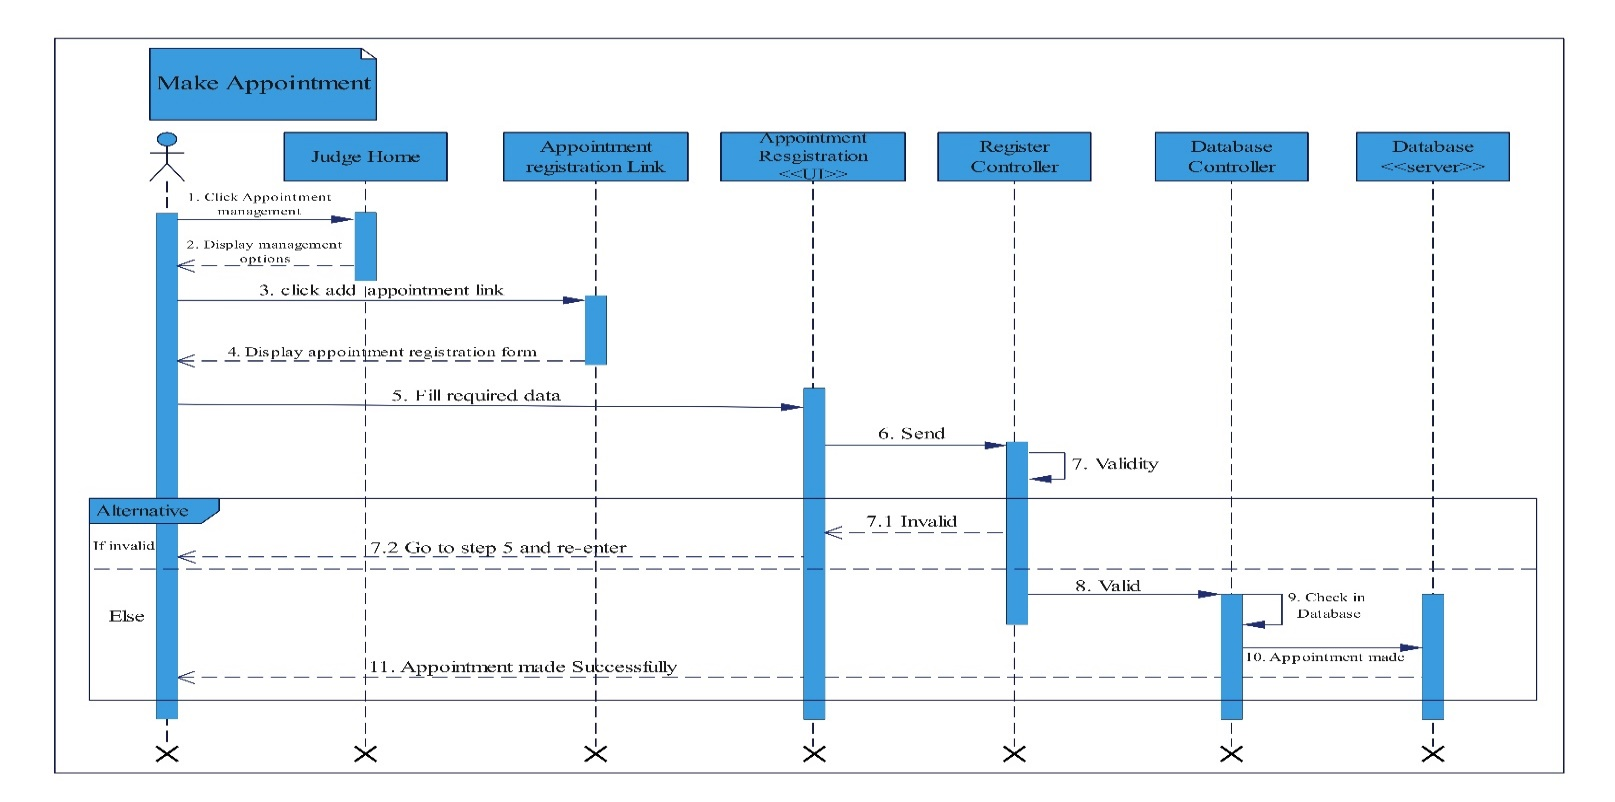 Make Appointment
Judge Home
Appointment
registration Link
Appointment
Resgistration
<<UI>>
Register
Controller
Database
Controller
Database
<<server>>
1. Click Appointment
management
2. Display management
options
3. click add appointment link
4. Display appointment registration form
5. Fill required data
6. Send
7. Validity
Alternative
7.1 Invalid
If invalid
7.2 Go to step 5 and re-enter
8. Valid
9. Check in
Database
Else
10. Appointment made
11. Appointment made Successfully